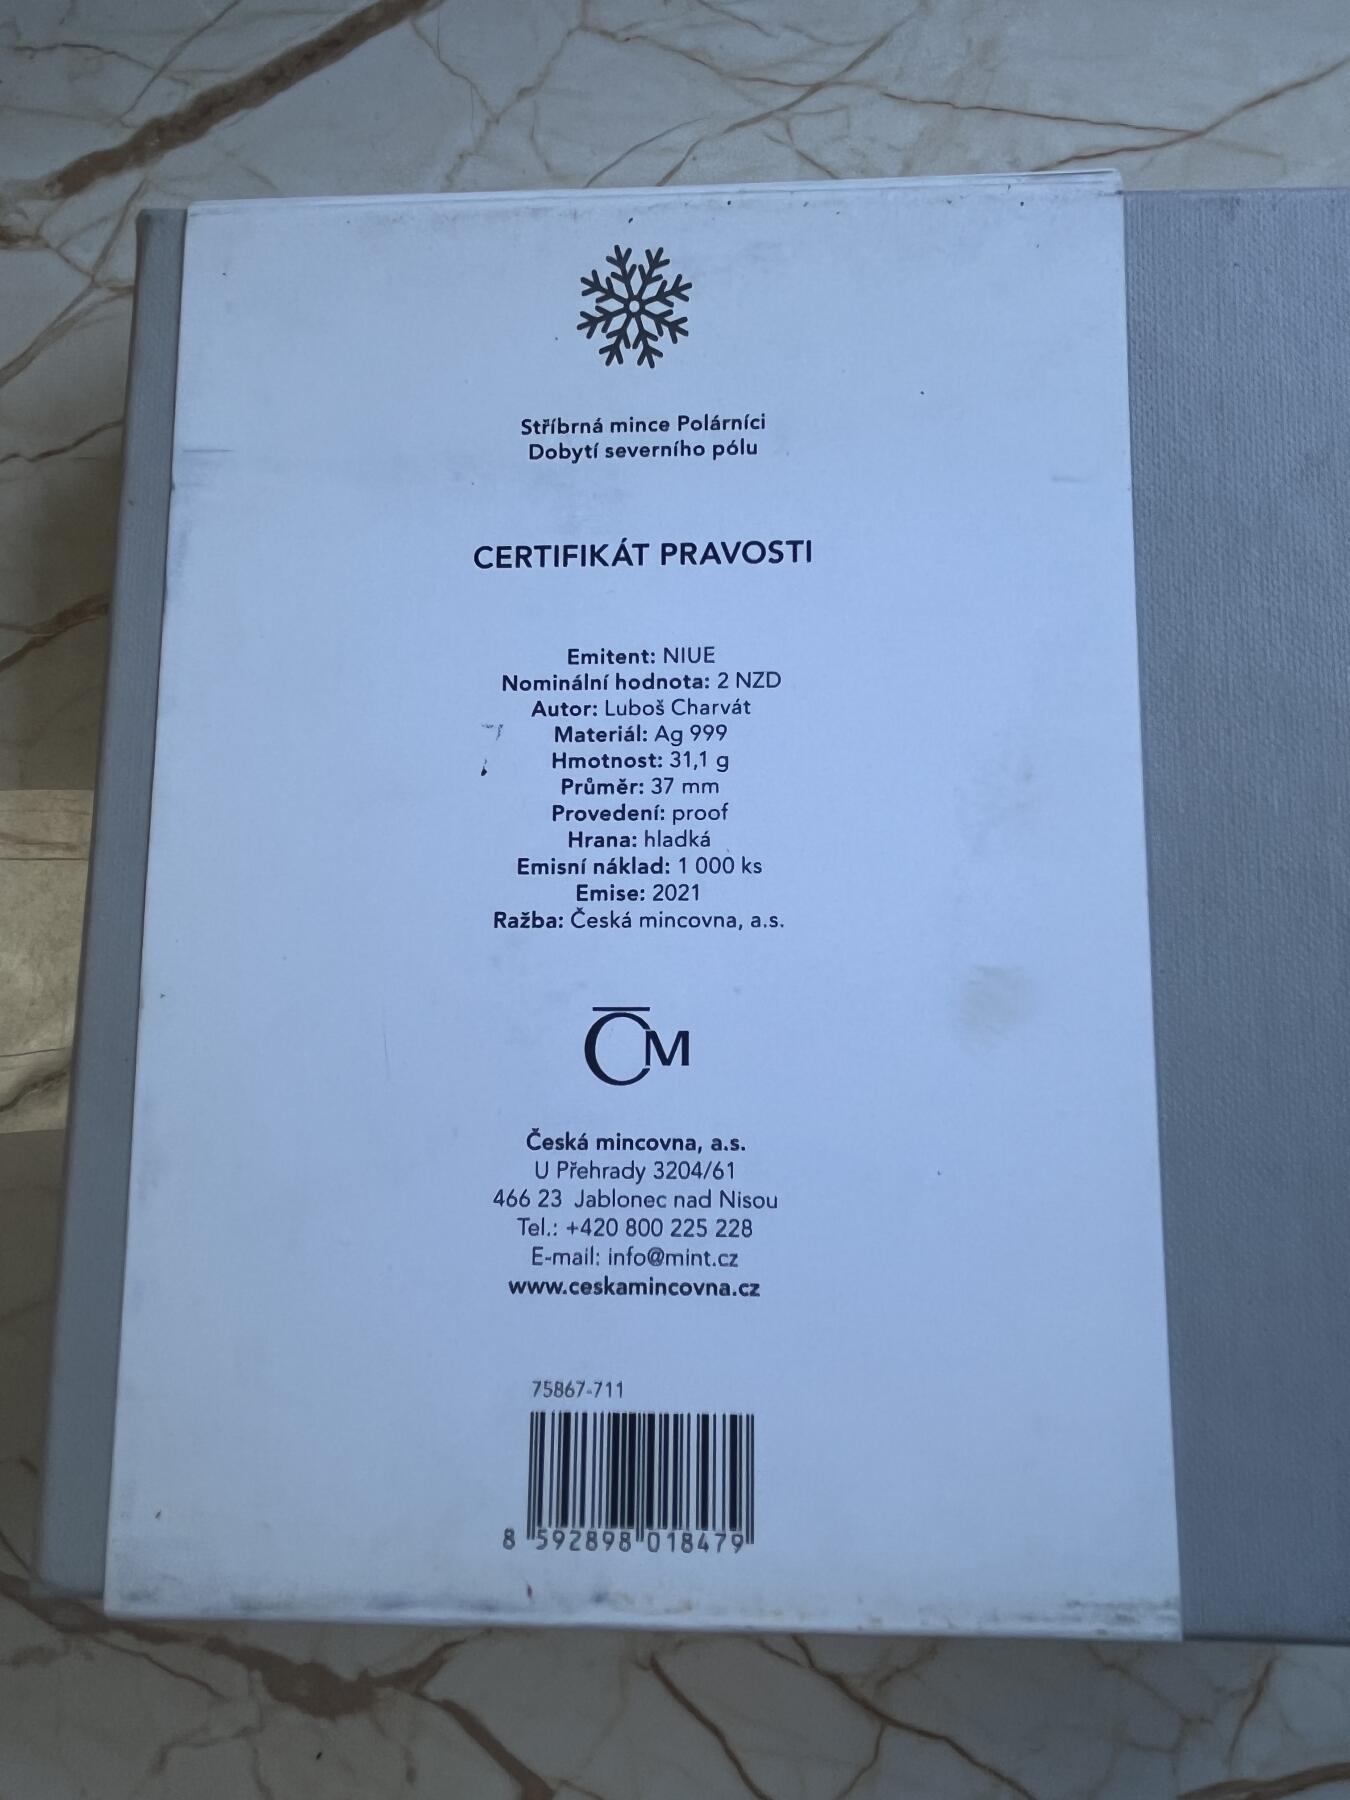 Stříbrná mince Polárníci
Dobytí severního pólu
CERTIFIKÁT PRAVOSTI
Emitent: NIUE
Nominální hodnota: 2 NZD
Autor: Luboš Charvát
Materiál: Ag 999
Hmotnost: 31,1 g
Průměr: 37 mm
Provedení: proof
Hrana: hladká
Emisní náklad: 1 000 ks
Emise: 2021
Ražba: Česká mincovna, a.s.
ČM
Česká mincovna, a.s.
U Přehrady 3204/61
466 23 Jablonec nad Nisou
Tel.: +420 800 225 228
E-mail: info@mint.cz
www.ceskamincovna.cz
75867-711
8 592898 018479